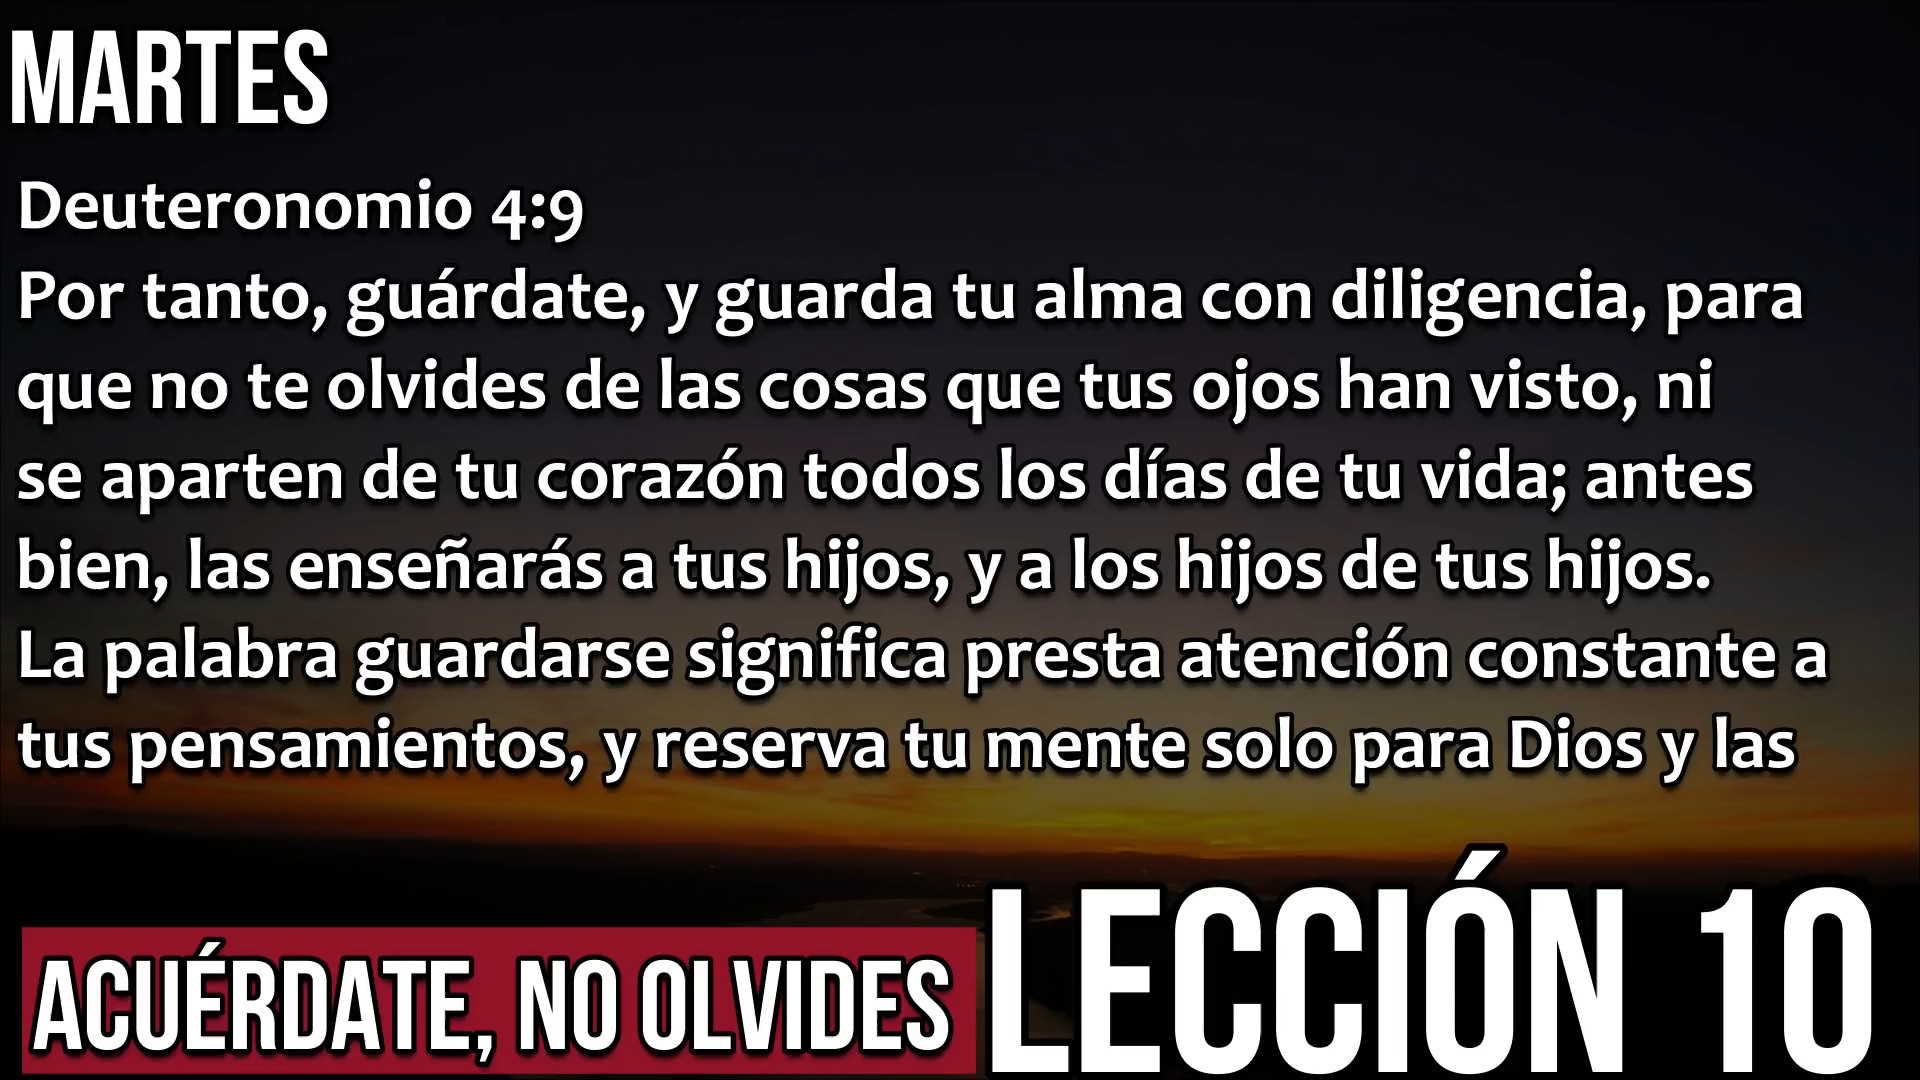 MARTES
Deuteronomio 4:9
Por tanto, guárdate, y guarda tu alma con diligencia, para
que no te olvides de las cosas que tus ojos han visto, ni
se aparten de tu corazón todos los días de tu vida; antes
bien, las enseñarás a tus hijos, y a los hijos de tus hijos.
La palabra guardarse significa presta atención constante a
tus pensamientos, y reserva tu mente solo para Dios y las
ACUÉRDATE, NO OLVIDES
LECCIÓN 10